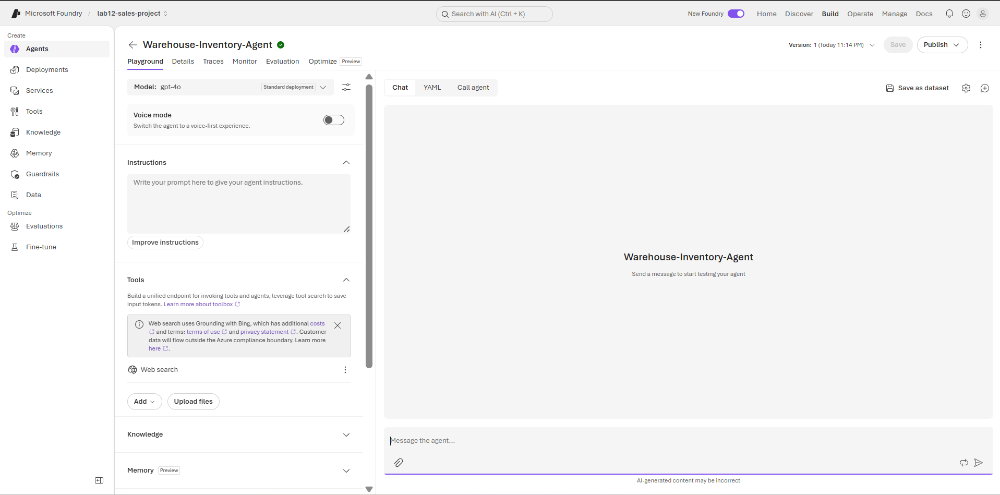 Microsoft Foundry / lab12-sales-project
Search with AI (Ctrl + K)
New Foundry
Home
Discover
Build
Operate
Manage
Docs
Create
Agents
Deployments
Services
Tools
Knowledge
Memory
Guardrails
Data
Optimize
Evaluations
Fine-tune
Warehouse-Inventory-Agent
Version: 1 (Today 11:14 PM)
Save
Publish
Playground
Details
Traces
Monitor
Evaluation
Optimize
Preview
Model: gpt-4o
Standard deployment
Voice mode
Switch the agent to a voice-first experience.
Instructions
Write your prompt here to give your agent instructions.
Improve instructions
Tools
Build a unified endpoint for invoking tools and agents, leverage tool search to save
input tokens. Learn more about toolbox
Web search uses Grounding with Bing, which has additional costs
and terms: terms of use and privacy statement . Customer
data will flow outside the Azure compliance boundary. Learn more
here .
Web search
Add
Upload files
Knowledge
Memory
Preview
Chat
YAML
Call agent
Save as dataset
Warehouse-Inventory-Agent
Send a message to start testing your agent
Message the agent...
AI-generated content may be incorrect